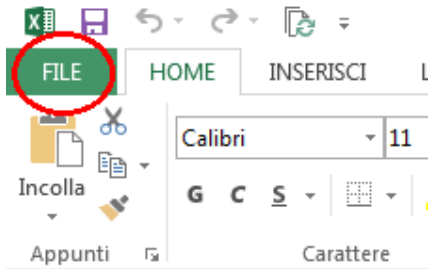 FILE HOME INSERISCI L
Calibri 11
Incolla G C S
Appunti Carattere